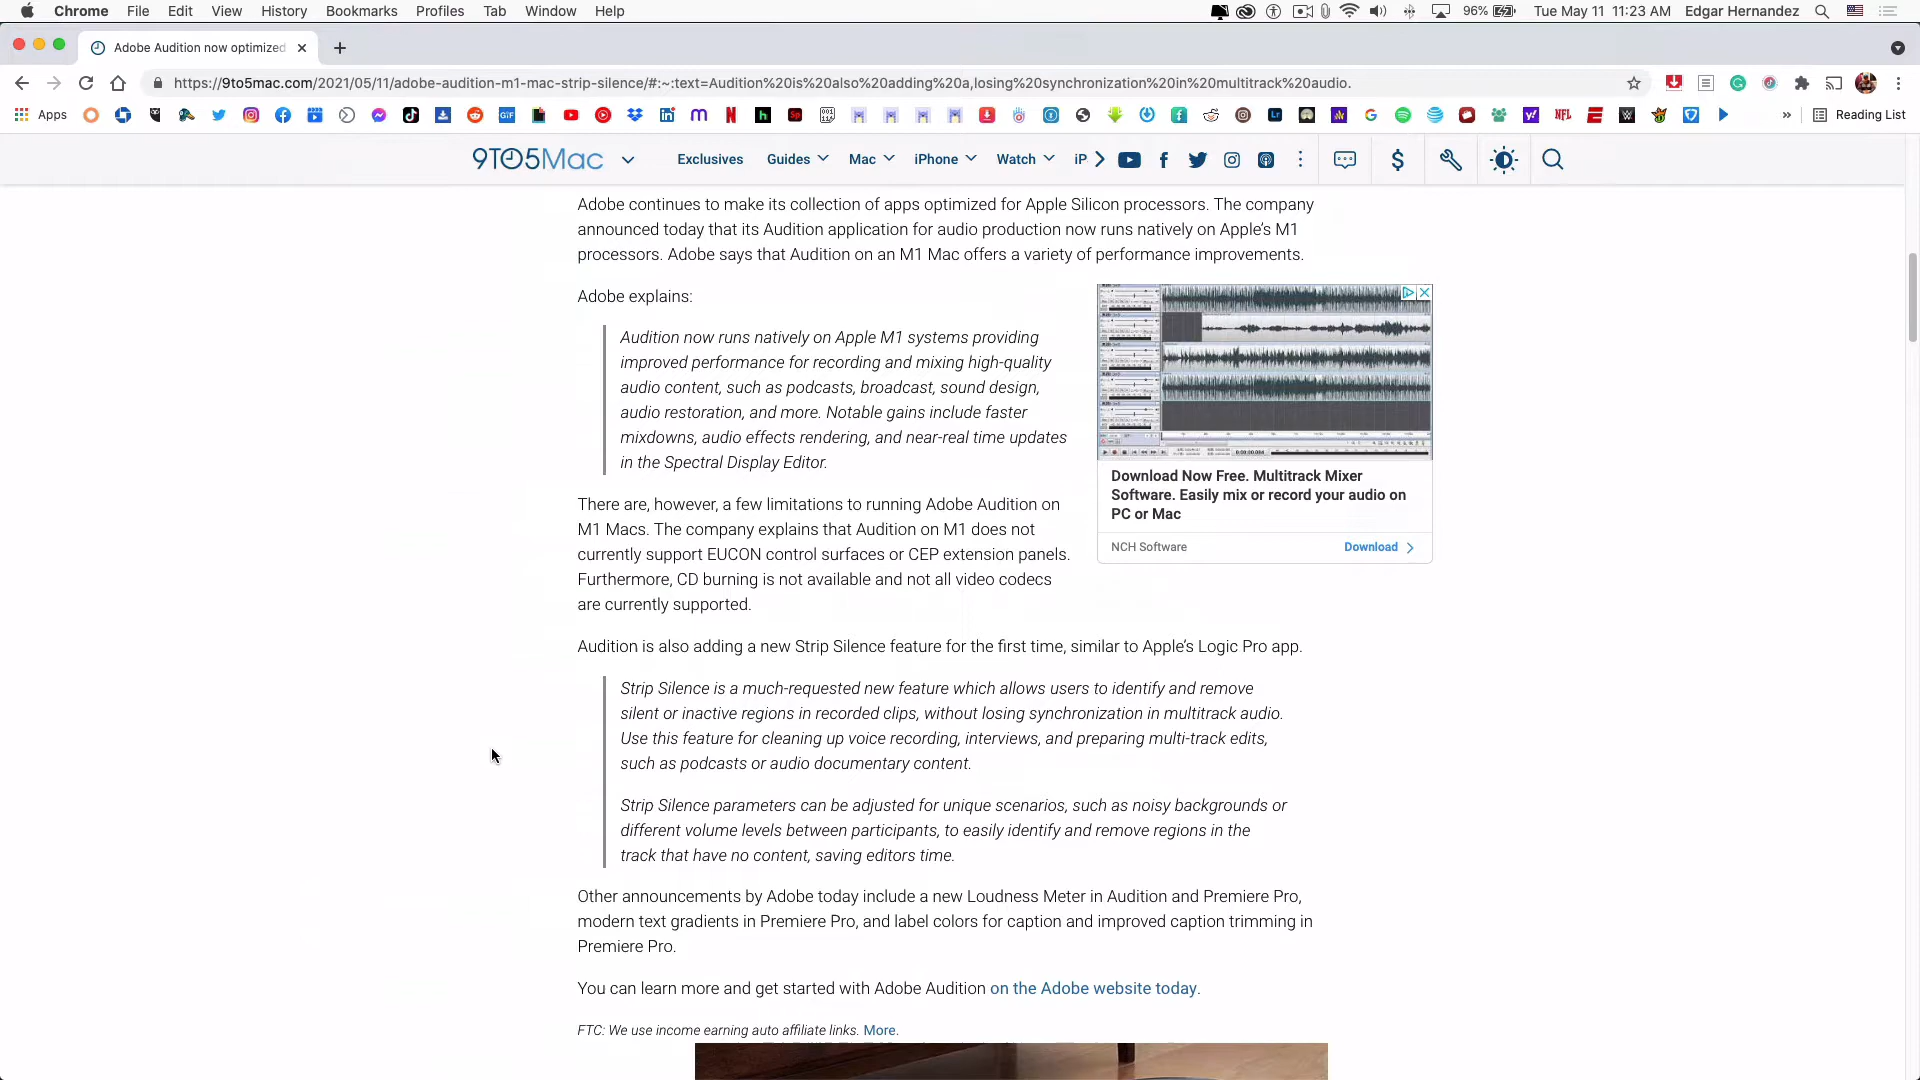 Chrome File Edit View History Bookmarks Profiles Tab Window Help 96% Tue May 11 11:23 AM Edgar Hernandez
Adobe Audition now optimized
https://9to5mac.com/2021/05/11/adobe-audition-m1-mac-strip-silence/#:~:text=Audition%20is%20also%20adding%20a,losing%20synchronization%20in%20multitrack%20audio.
Apps Reading List
9TO5Mac Exclusives Guides Mac iPhone Watch iP
Adobe continues to make its collection of apps optimized for Apple Silicon processors. The company
announced today that its Audition application for audio production now runs natively on Apple's M1
processors. Adobe says that Audition on an M1 Mac offers a variety of performance improvements.
Adobe explains:
Audition now runs natively on Apple M1 systems providing
improved performance for recording and mixing high-quality
audio content, such as podcasts, broadcast, sound design,
audio restoration, and more. Notable gains include faster
mixdowns, audio effects rendering, and near-real time updates
in the Spectral Display Editor.
Download Now Free. Multitrack Mixer
Software. Easily mix or record your audio on
PC or Mac
NCH Software Download
There are, however, a few limitations to running Adobe Audition on
M1 Macs. The company explains that Audition on M1 does not
currently support EUCON control surfaces or CEP extension panels.
Furthermore, CD burning is not available and not all video codecs
are currently supported.
Audition is also adding a new Strip Silence feature for the first time, similar to Apple's Logic Pro app.
Strip Silence is a much-requested new feature which allows users to identify and remove
silent or inactive regions in recorded clips, without losing synchronization in multitrack audio.
Use this feature for cleaning up voice recording, interviews, and preparing multi-track edits,
such as podcasts or audio documentary content.
Strip Silence parameters can be adjusted for unique scenarios, such as noisy backgrounds or
different volume levels between participants, to easily identify and remove regions in the
track that have no content, saving editors time.
Other announcements by Adobe today include a new Loudness Meter in Audition and Premiere Pro,
modern text gradients in Premiere Pro, and label colors for caption and improved caption trimming in
Premiere Pro.
You can learn more and get started with Adobe Audition on the Adobe website today.
FTC: We use income earning auto affiliate links. More.